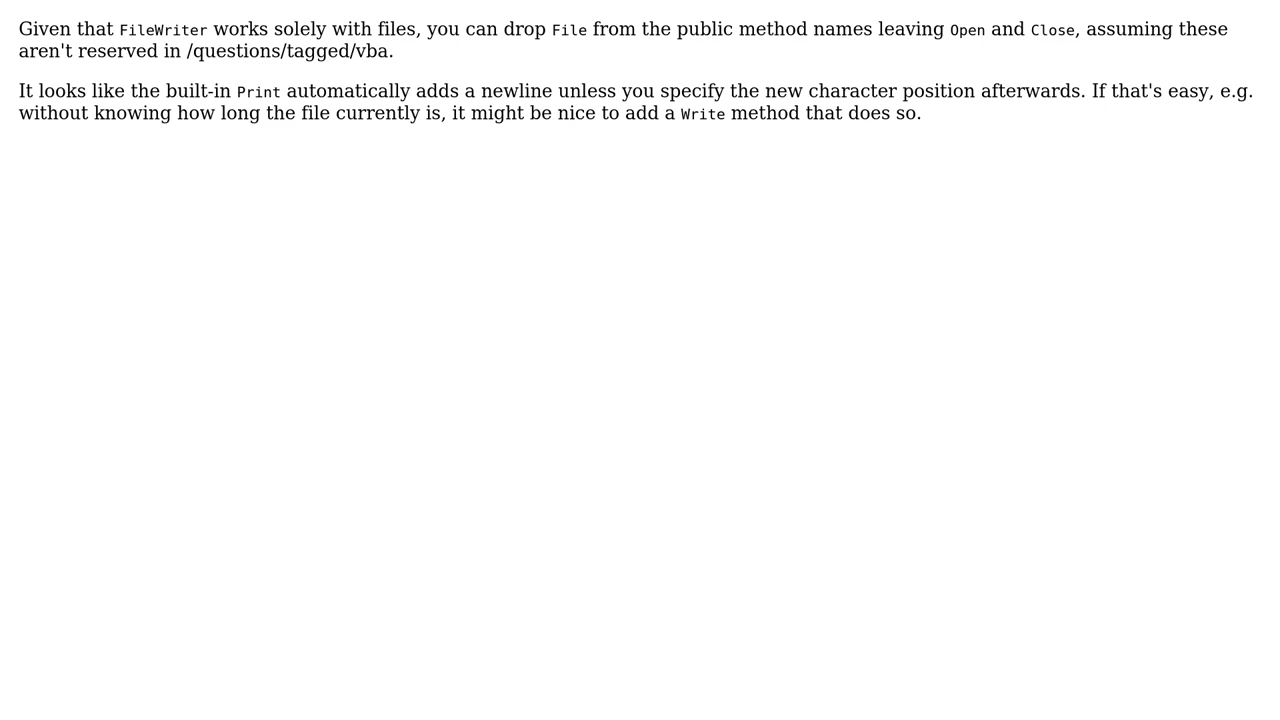 Given that FileWriter works solely with files, you can drop File from the public method names leaving Open and Close, assuming these
aren't reserved in /questions/tagged/vba.
It looks like the built-in Print automatically adds a newline unless you specify the new character position afterwards. If that's easy, e.g.
without knowing how long the file currently is, it might be nice to add a Write method that does so.